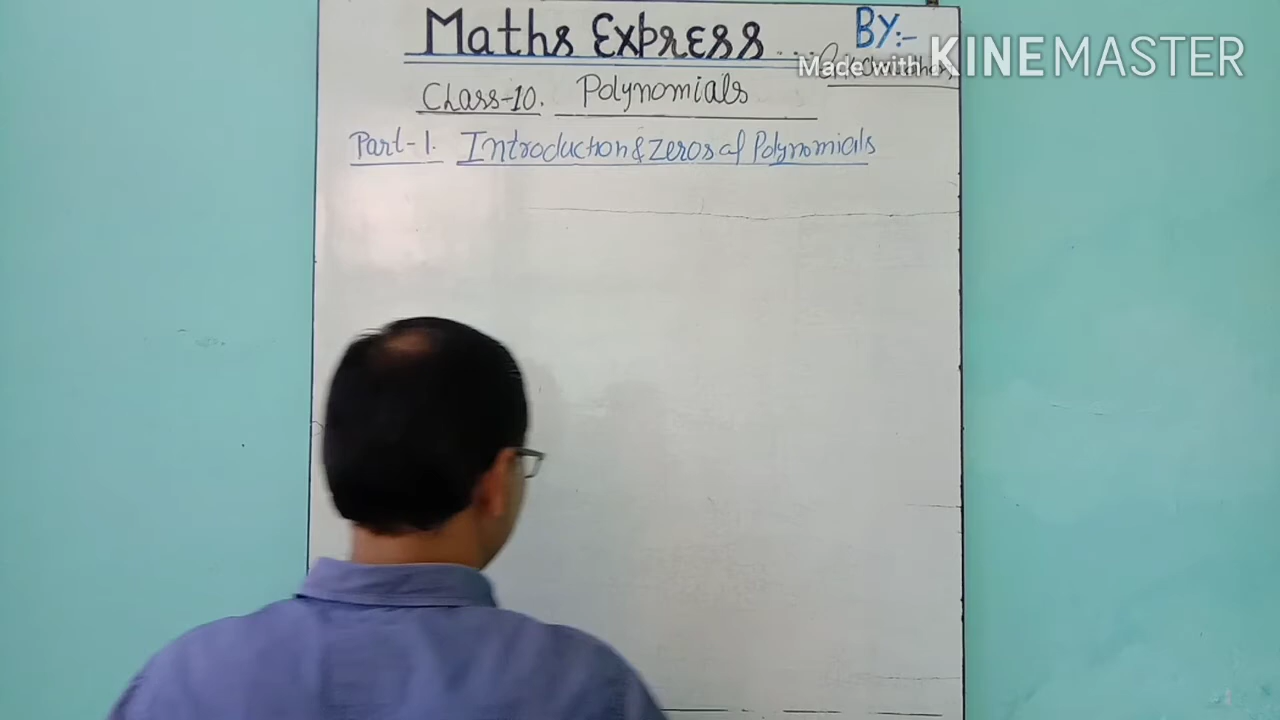 Maths Express ...
BY:-
Made with KINEMASTER
Class-10. Polynomials
Part-1. Introduction & Zeros of Polynomials